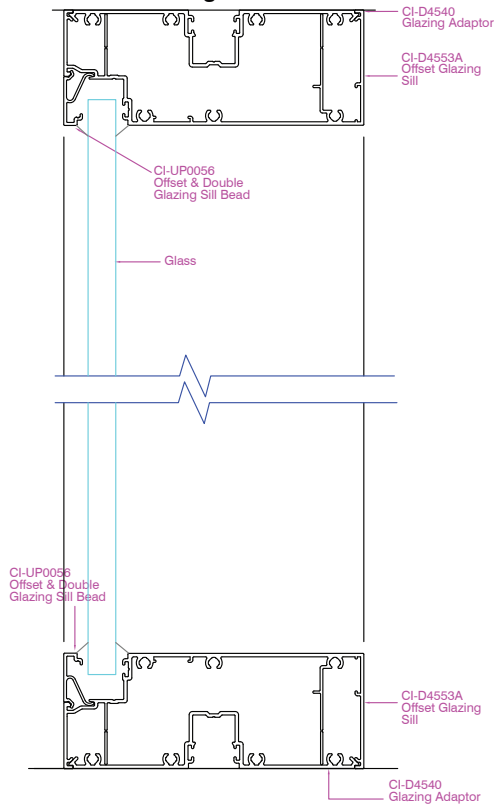 CI-D4540
Glazing Adaptor
CI-D4553A
Offset Glazing
Sill
CI-UP0056
Offset & Double
Glazing Sill Bead
Glass
CI-UP0056
Offset & Double
Glazing Sill Bead
CI-D4553A
Offset Glazing
Sill
CI-D4540
Glazing Adaptor